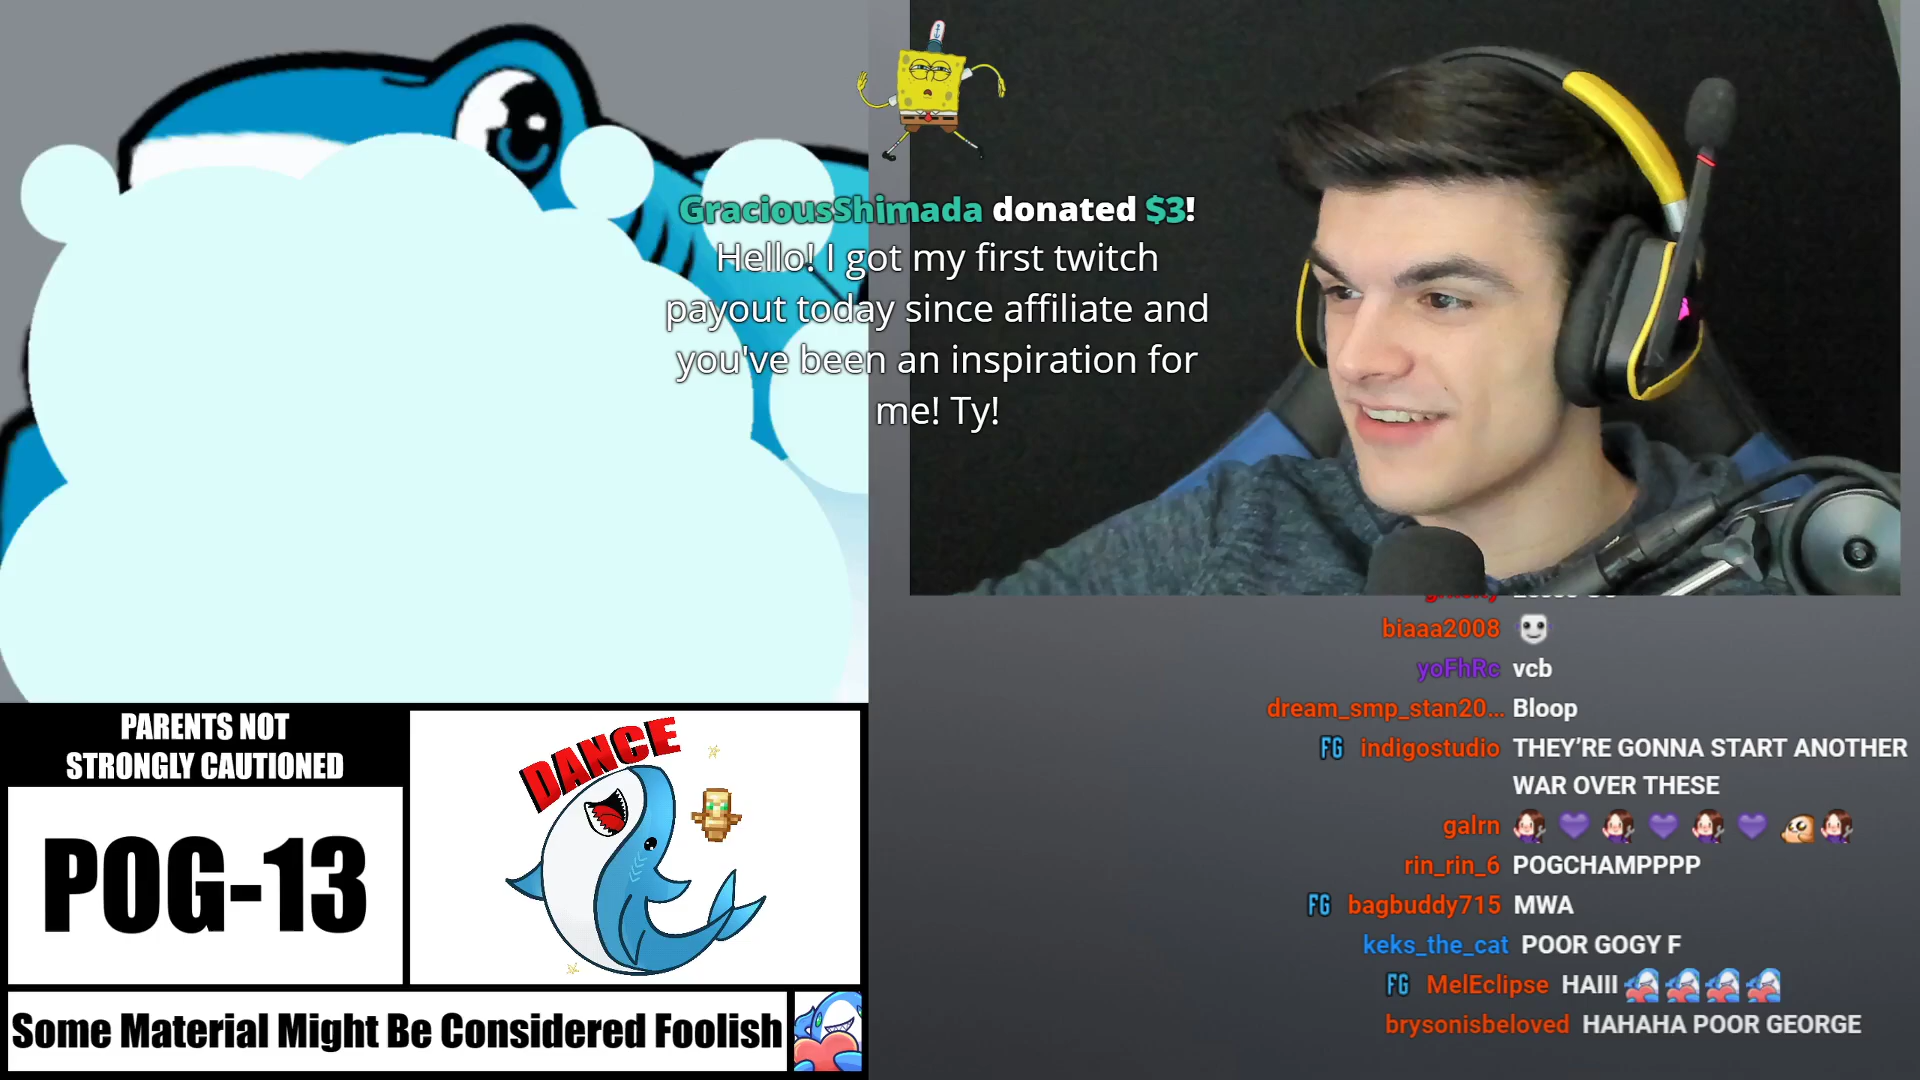 GraciousShimada donated $3!
Hello! I got my first twitch
payout today since affiliate and
you've been an inspiration for
me! Ty!
PARENTS NOT
STRONGLY CAUTIONED
POG-13
DANCE
Some Material Might Be Considered Foolish
biaaa2008
yoFhRc vcb
dream_smp_stan20... Bloop
FG indigostudio THEY’RE GONNA START ANOTHER
WAR OVER THESE
galrn
rin_rin_6 POGCHAMPPPP
FG bagbuddy715 MWA
keks_the_cat POOR GOGY F
FG MelEclipse HAIII
brysonisbeloved HAHAHA POOR GEORGE